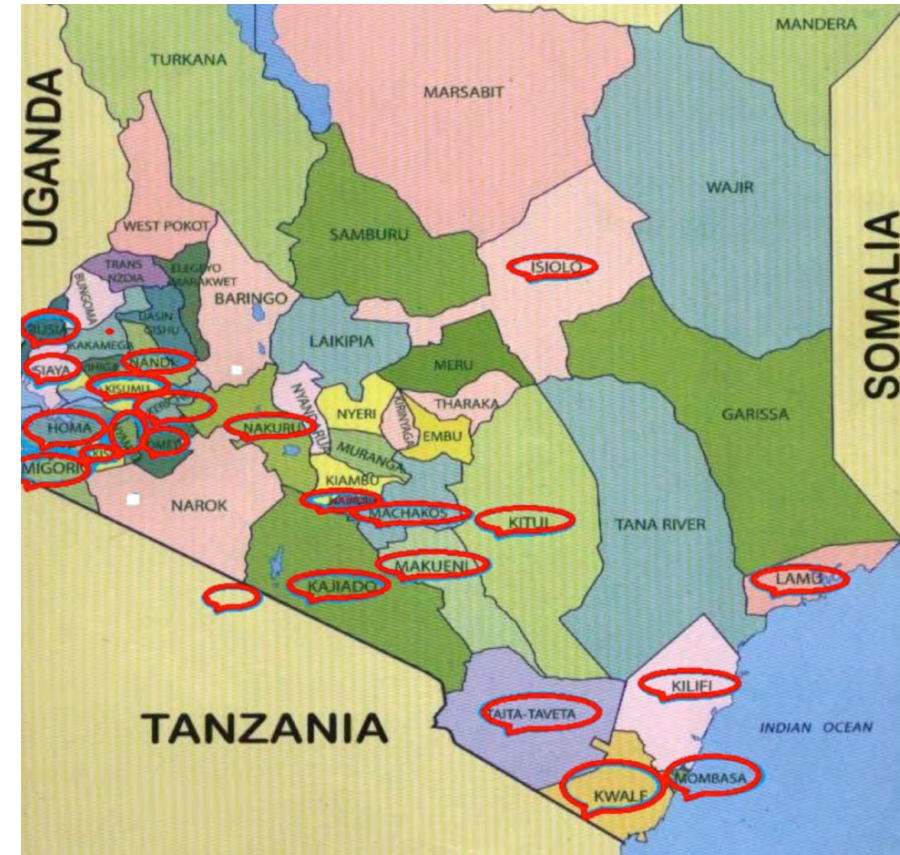 MANDERA
TURKANA
MARSABIT
UGANDA
WAJIR
WEST POKOT
SAMBURU
SOMALIA
TRANS
NZOIA
ELEGEYO
MARAKWET
ISIOLO
BUNGOMA
BARINGO
UASIN
GISHU
BUSIA
KAKAMEGA
LAIKIPIA
SIAYA
NANDI
MERU
KISUMU
NYANDARUA
NYERI
KIRINYAGA
THARAKA
GARISSA
HOMA
NAKURU
EMBU
MURANGA
MIGORI
KIAMBU
NAROK
MACHAKOS
KITUI
TANA RIVER
MAKUENI
KAJIADO
LAMU
KILIFI
TAITA-TAVETA
TANZANIA
INDIAN OCEAN
MOMBASA
KWALE